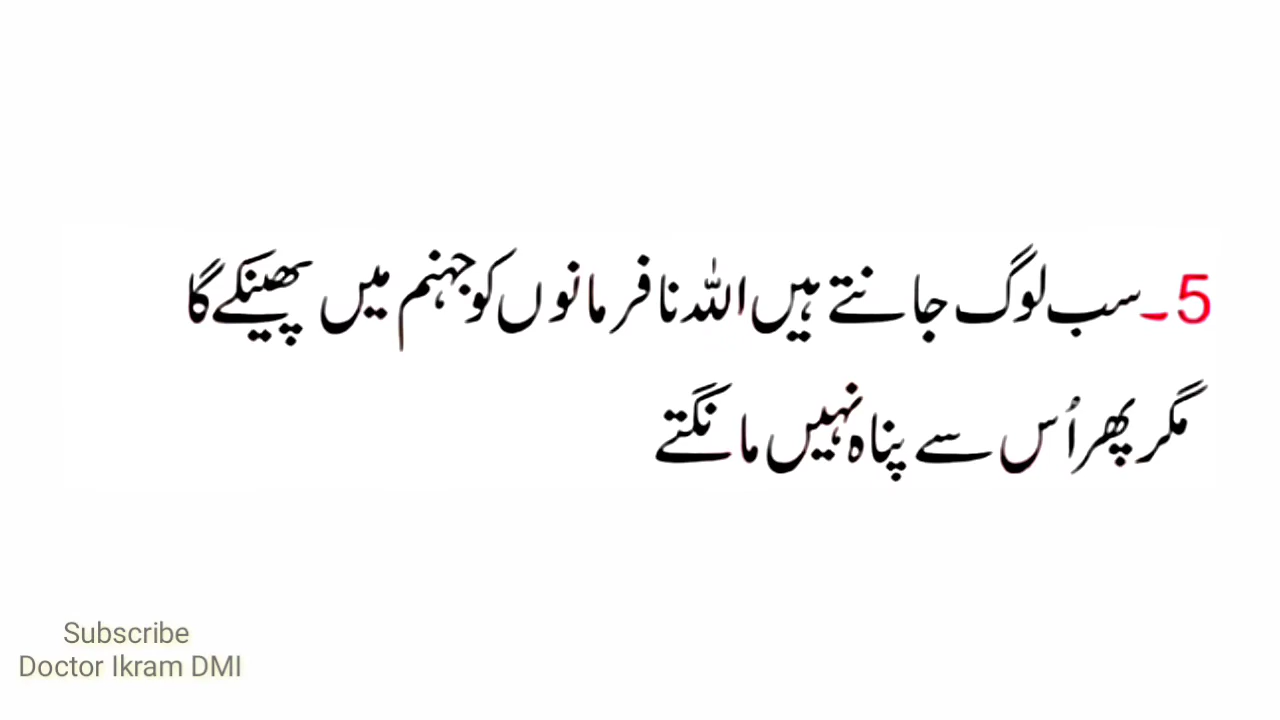 5۔سب لوگ جانتے ہیں اللہ نافرمانوں کو جہنم میں پھینکے گا
مگر پھر اُس سے پناہ نہیں مانگتے
Subscribe
Doctor Ikram DMI